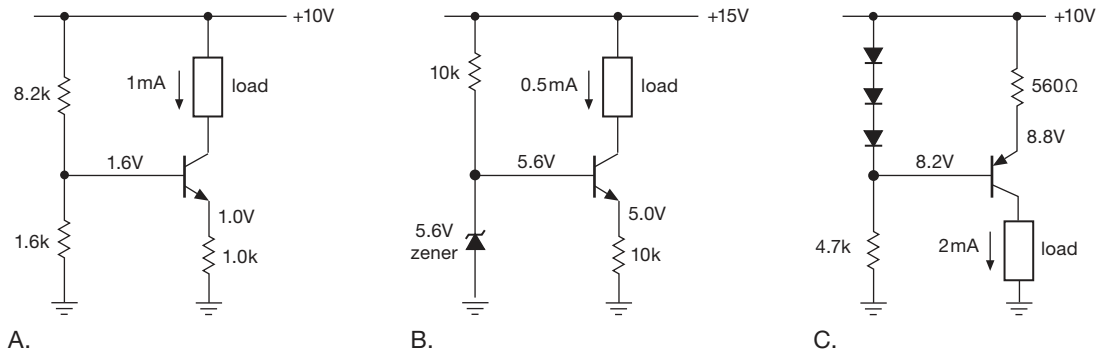 +10V
8.2k
1mA
load
1.6V
1.0V
1.6k
1.0k
A.
+15V
10k
0.5mA
load
5.6V
5.0V
5.6V
zener
10k
B.
+10V
560Ω
8.8V
8.2V
4.7k
2mA
load
C.